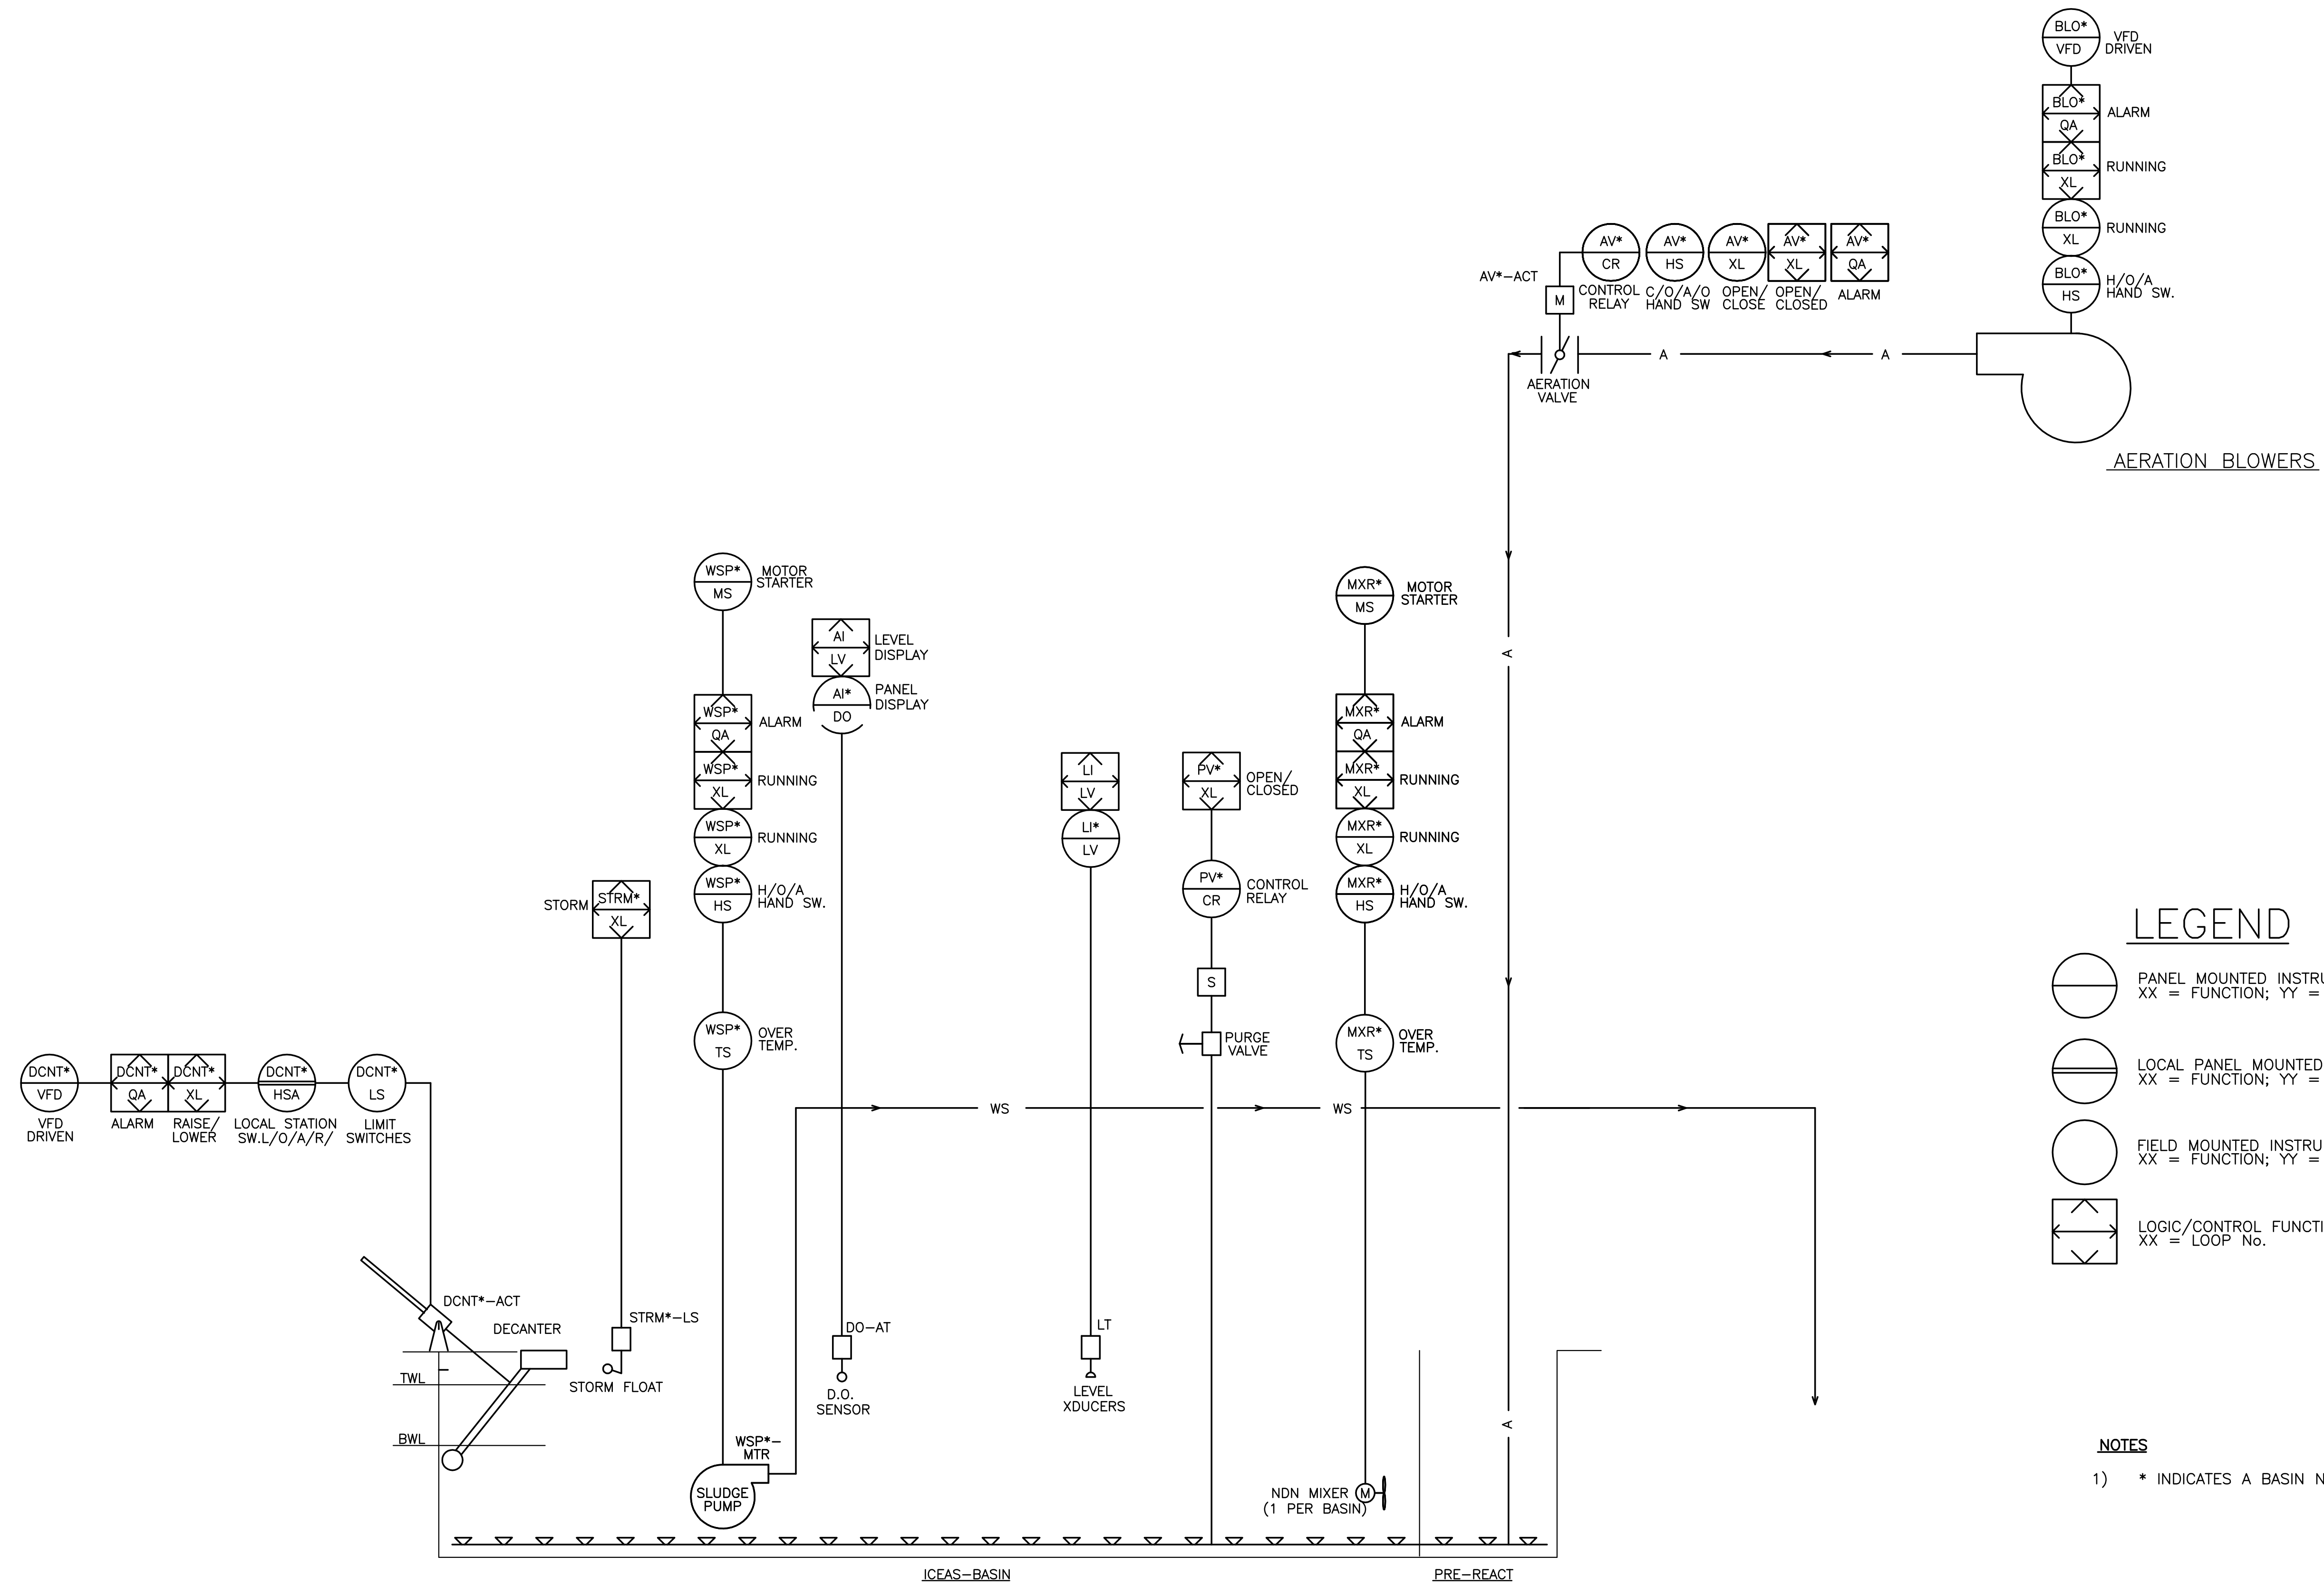 BLO*
VFD
VFD
DRIVEN
BLO*
QA
ALARM
BLO*
XL
RUNNING
BLO*
XL
RUNNING
BLO*
HS
H/O/A
HAND SW.
AV*-ACT
M
AV*
CR
CONTROL
RELAY
AV*
HS
C/O/A/O
HAND SW
AV*
XL
OPEN/
CLOSE
AV*
XL
OPEN/
CLOSED
AV*
QA
ALARM
A
A
AERATION
VALVE
AERATION BLOWERS
WSP*
MS
MOTOR
STARTER
WSP*
QA
ALARM
WSP*
XL
RUNNING
WSP*
XL
RUNNING
WSP*
HS
H/O/A
HAND SW.
WSP*
TS
OVER
TEMP.
AI
LV
LEVEL
DISPLAY
AI*
DO
PANEL
DISPLAY
LI
LV
LI*
LV
PV*
XL
OPEN/
CLOSED
PV*
CR
CONTROL
RELAY
S
PURGE
VALVE
MXR*
MS
MOTOR
STARTER
MXR*
QA
ALARM
MXR*
XL
RUNNING
MXR*
XL
RUNNING
MXR*
HS
H/O/A
HAND SW.
MXR*
TS
OVER
TEMP.
A
STORM
STRM*
XL
DCNT*
VFD
VFD
DRIVEN
DCNT*
QA
ALARM
DCNT*
XL
RAISE/
LOWER
DCNT*
HSA
LOCAL STATION
SW.L/O/A/R/
DCNT*
LS
LIMIT
SWITCHES
WS
WS
DCNT*-ACT
DECANTER
TWL
BWL
STRM*-LS
STORM FLOAT
DO-AT
D.O.
SENSOR
LT
LEVEL
XDUCERS
WSP*-
MTR
SLUDGE
PUMP
NDN MIXER
(1 PER BASIN)
M
A
ICEAS-BASIN
PRE-REACT
LEGEND
PANEL MOUNTED INSTRU
XX = FUNCTION; YY =
LOCAL PANEL MOUNTED
XX = FUNCTION; YY =
FIELD MOUNTED INSTRU
XX = FUNCTION; YY =
LOGIC/CONTROL FUNCTI
XX = LOOP No.
NOTES
1) * INDICATES A BASIN N